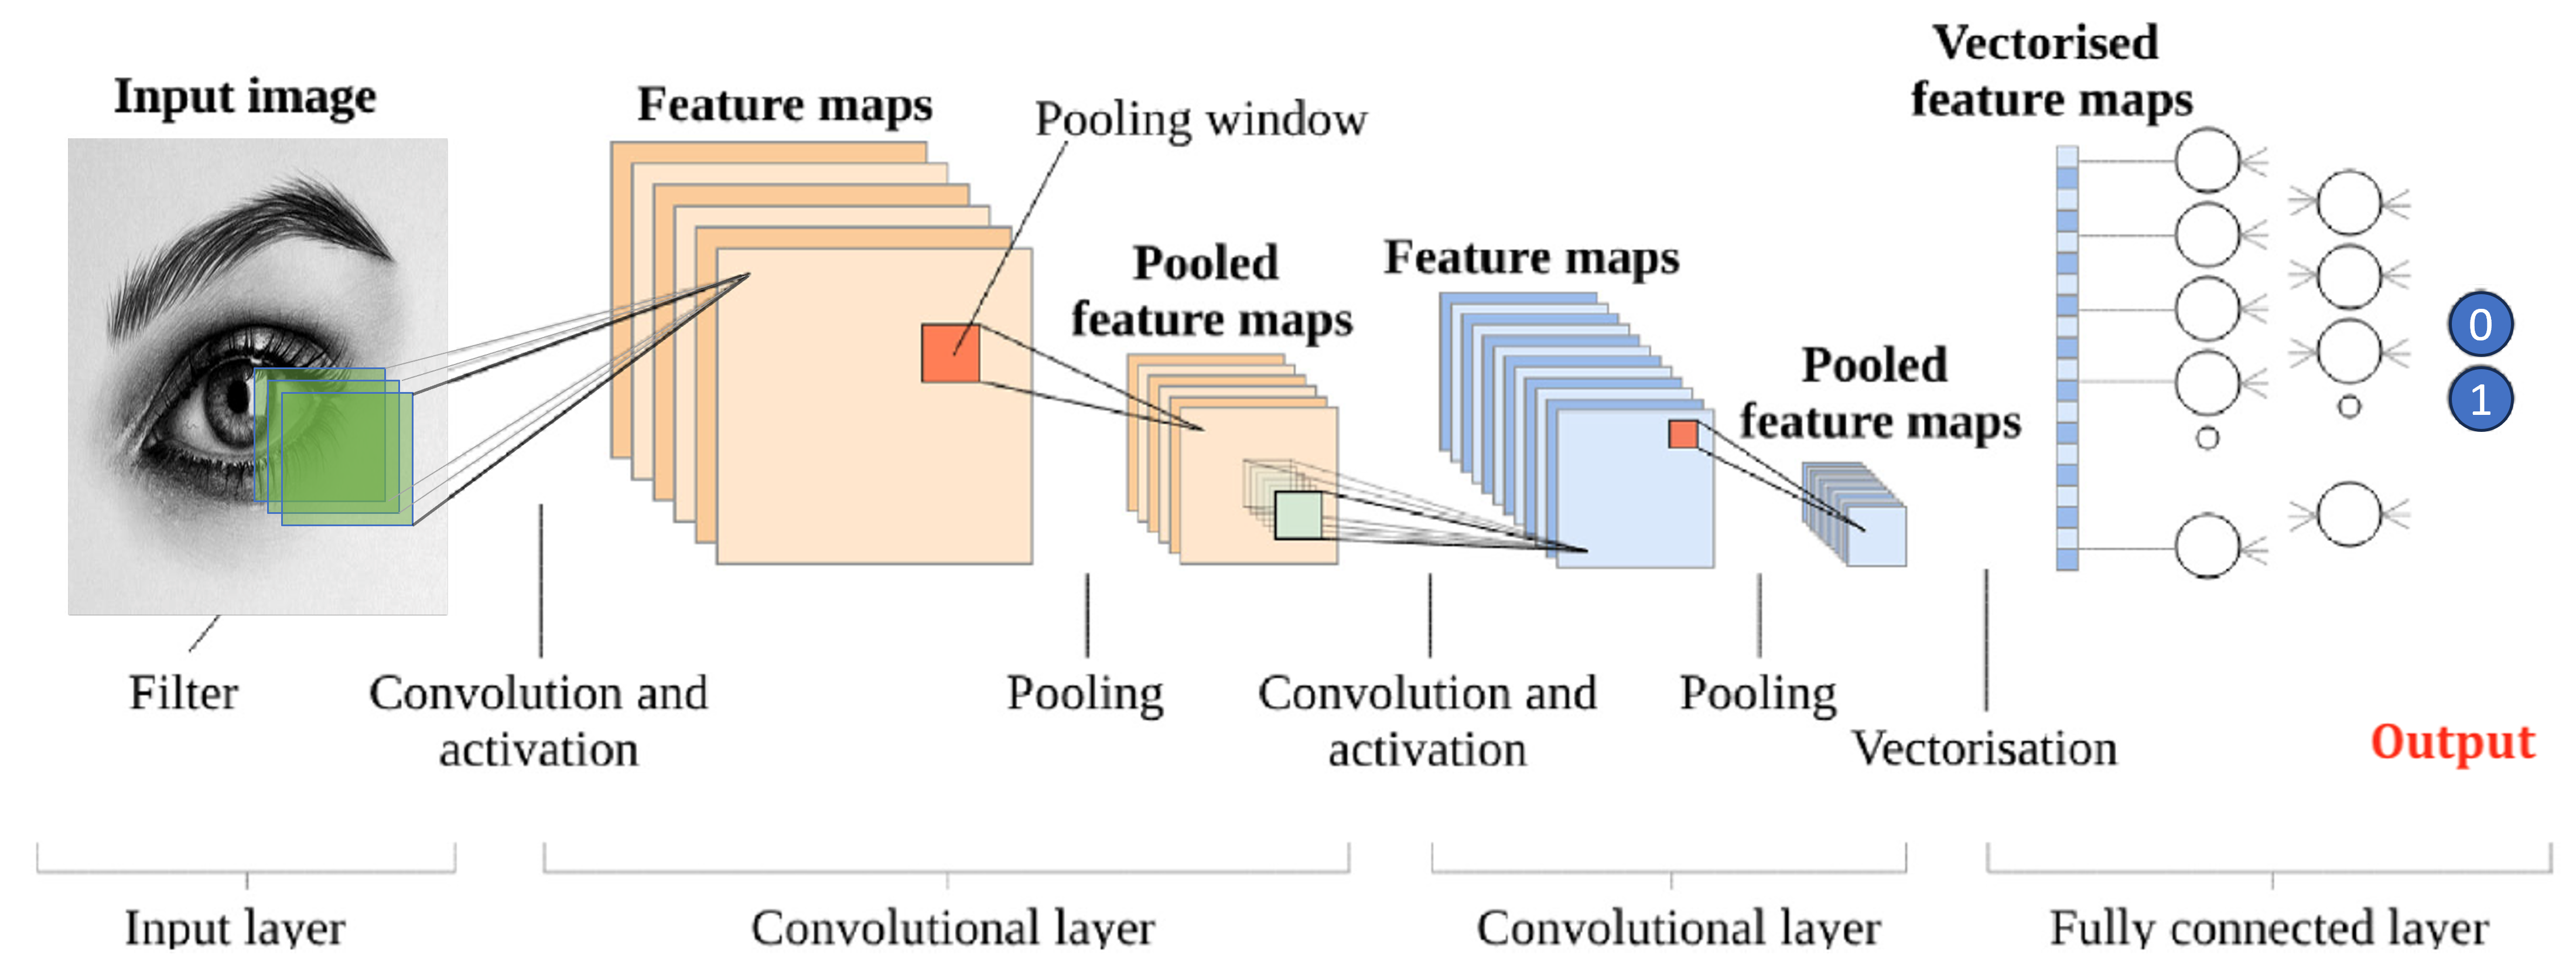 Input image
Feature maps
Pooling window
Pooled
feature maps
Feature maps
Pooled
feature maps
Vectorised
feature maps
0
1
Filter
Convolution and
activation
Pooling
Convolution and
activation
Pooling
Vectorisation
Output
Input layer
Convolutional layer
Convolutional layer
Fully connected layer